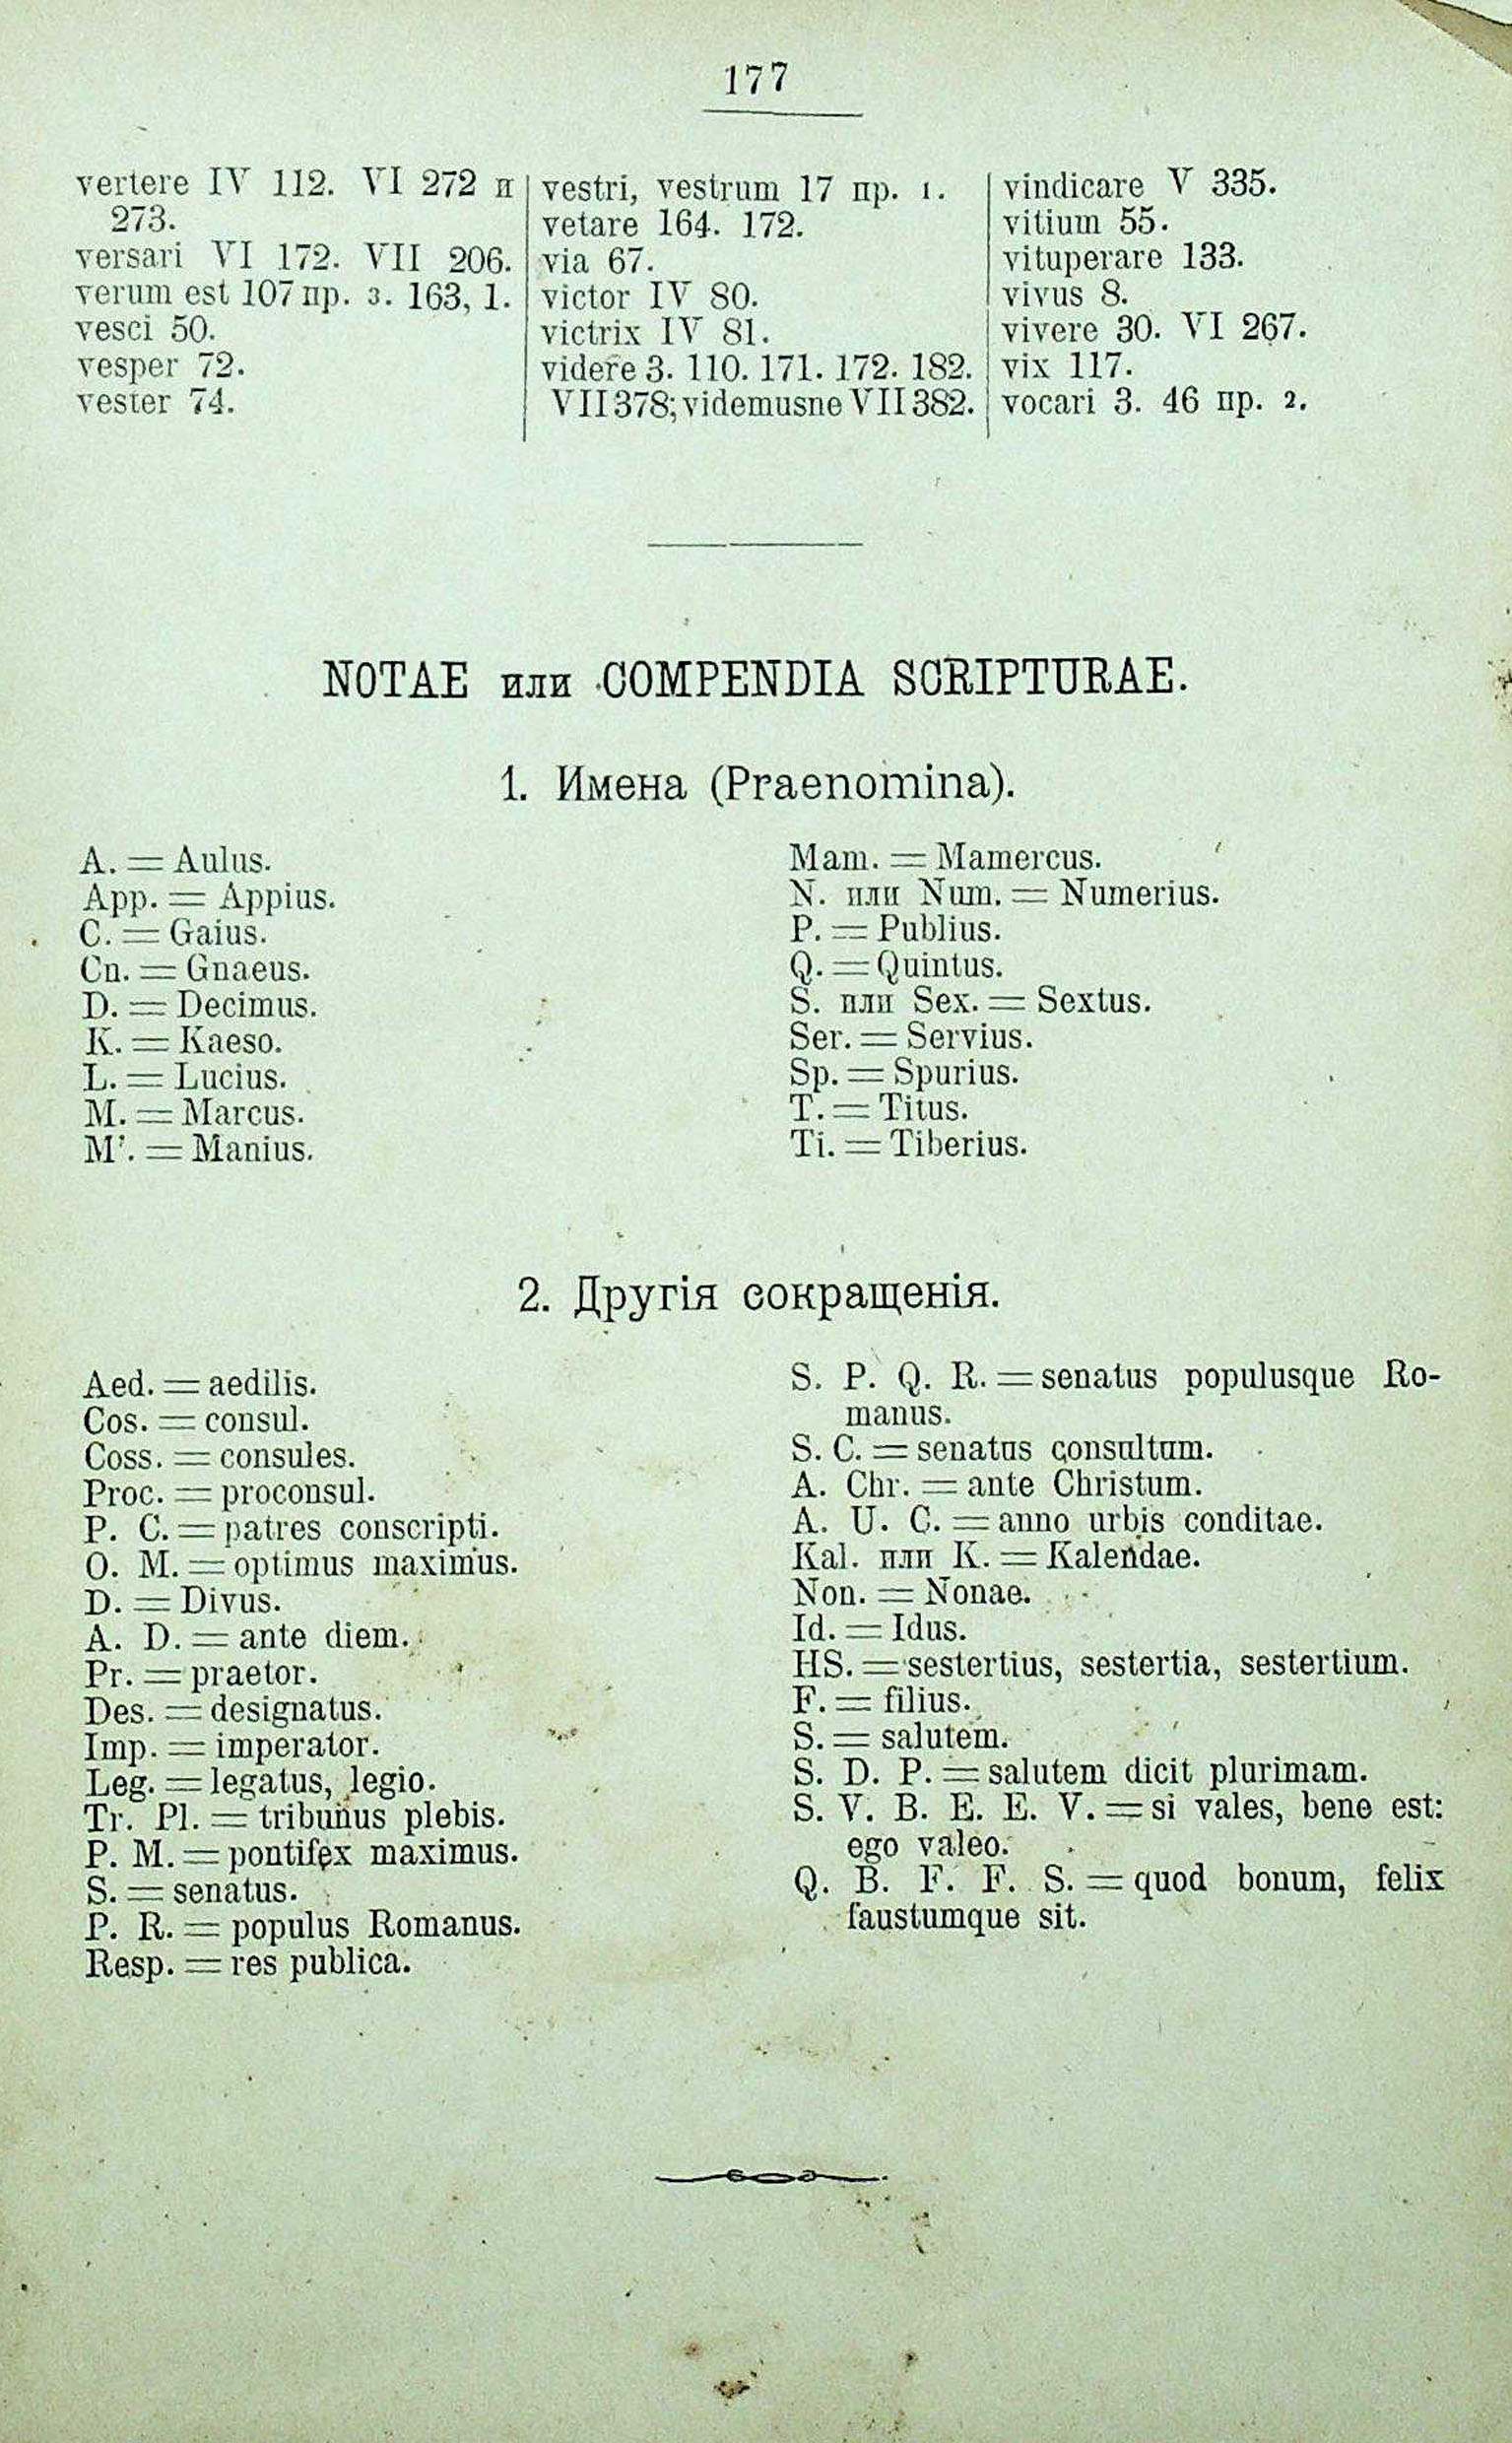 177
vertere IV 112. VI 272 и
273.
versari VI 172. VII 206.
verum est 107 пр. 3. 163, 1.
vesci 50.
vesper 72.
vester 74.
vestri, vestrum 17 пр. 1.
vetare 164. 172.
via 67.
victor IV 80.
victrix IV 81.
videre 3. 110. 171. 172. 182.
VII 378; videmusne VII 382.
vindicare V 335.
vitium 55.
vituperare 133.
vivus 8.
vivere 30. VI 267.
vix 117.
vocari 3. 46 пр. 2.
NOTAE или COMPENDIA SCRIPTURAE.
1. Имена (Praenomina).
A. = Aulus.
App. = Appius.
C. = Gaius.
Cn. = Gnaeus.
D. = Decimus.
K. = Kaeso.
L. = Lucius.
M. = Marcus.
M'. = Manius.
Mam. = Mamercus.
N. или Num. = Numerius.
P. = Publius.
Q. = Quintus.
S. или Sex. = Sextus.
Ser. = Servius.
Sp. = Spurius.
T. = Titus.
Ti. = Tiberius.
2. Другія сокращенія.
Aed. = aedilis.
Cos. = consul.
Coss. = consules.
Proc. = proconsul.
P. C. = patres conscripti.
O. M. = optimus maximus.
D. = Divus.
A. D. = ante diem.
Pr. = praetor.
Des. = designatus.
Imp. = imperator.
Leg. = legatus, legio.
Tr. Pl. = tribunus plebis.
P. M. = pontifex maximus.
S. = senatus.
P. R. = populus Romanus.
Resp. = res publica.
S. P. Q. R. = senatus populusque Ro-
manus.
S. C. = senatus consultum.
A. Chr. = ante Christum.
A. U. C. = anno urbis conditae.
Kal. или K. = Kalendae.
Non. = Nonae.
Id. = Idus.
HS. = sestertius, sestertia, sestertium.
F. = filius.
S. = salutem.
S. D. P. = salutem dicit plurimam.
S. V. B. E. E. V. = si vales, bene est:
ego valeo.
Q. B. F. F. S. = quod bonum, felix
faustumque sit.